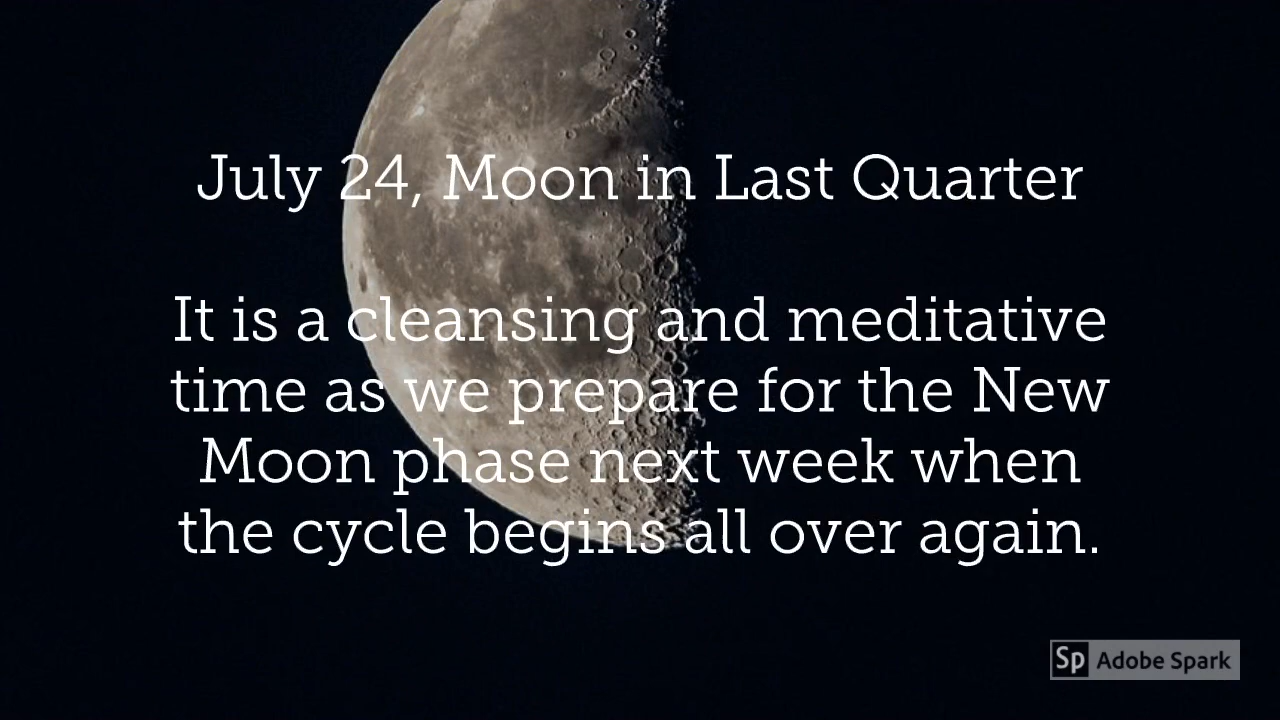 July 24, Moon in Last Quarter
It is a cleansing and meditative
time as we prepare for the New
Moon phase next week when
the cycle begins all over again.
Sp Adobe Spark